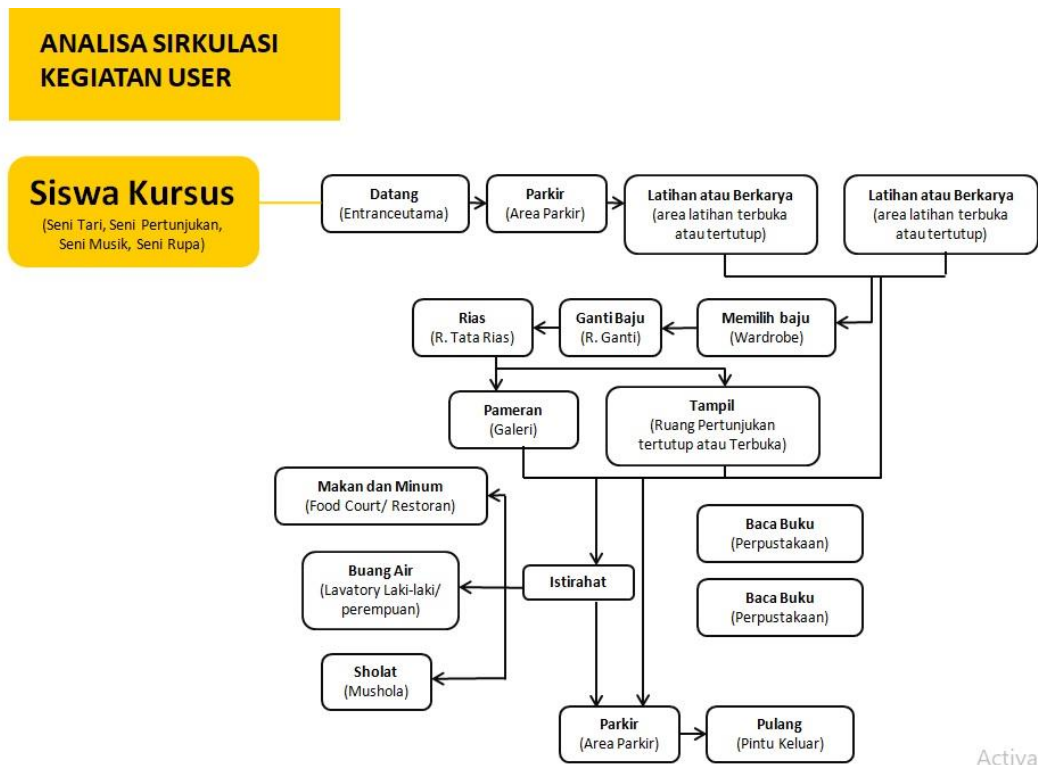 ANALISA SIRKULASI
KEGIATAN USER
Siswa Kursus
(Seni Tari, Seni Pertunjukan,
Seni Musik, Seni Rupa)
Datang
(Entranceutama)
Parkir
(Area Parkir)
Latihan atau Berkarya
(area latihan terbuka
atau tertutup)
Latihan atau Berkarya
(area latihan terbuka
atau tertutup)
Rias
(R. Tata Rias)
Ganti Baju
(R. Ganti)
Memilih baju
(Wardrobe)
Pameran
(Galeri)
Tampil
(Ruang Pertunjukan
tertutup atau Terbuka)
Makan dan Minum
(Food Court/ Restoran)
Baca Buku
(Perpustakaan)
Buang Air
(Lavatory Laki-laki/
perempuan)
Istirahat
Baca Buku
(Perpustakaan)
Sholat
(Mushola)
Parkir
(Area Parkir)
Pulang
(Pintu Keluar)
Activa